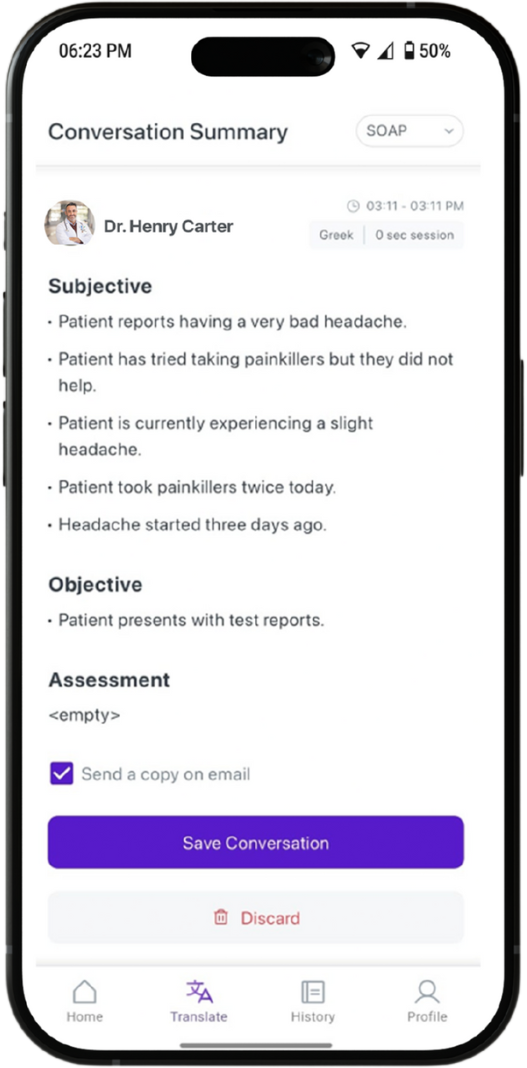 06:23 PM 50%
Conversation Summary SOAP
03:11 - 03:11 PM
Dr. Henry Carter
Greek 0 sec session
Subjective
• Patient reports having a very bad headache.
• Patient has tried taking painkillers but they did not
help.
• Patient is currently experiencing a slight
headache.
• Patient took painkillers twice today.
• Headache started three days ago.
Objective
• Patient presents with test reports.
Assessment
<empty>
Send a copy on email
Save Conversation
Discard
Home Translate History Profile